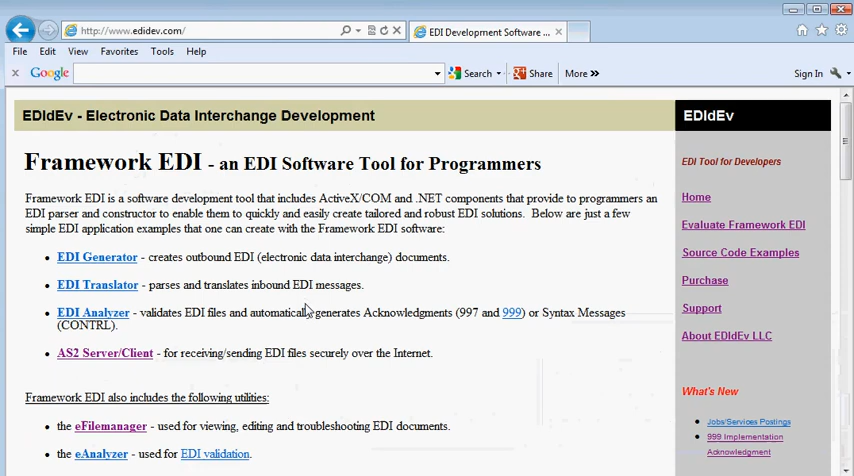 http://www.edidev.com/
EDI Development Software ...
File Edit View Favorites Tools Help
Google Search Share More »
Sign In
EDIdEv - Electronic Data Interchange Development
EDIdEv
Framework EDI - an EDI Software Tool for Programmers
Framework EDI is a software development tool that includes ActiveX/COM and .NET components that provide to programmers an
EDI parser and constructor to enable them to quickly and easily create tailored and robust EDI solutions. Below are just a few
simple EDI application examples that one can create with the Framework EDI software:
• EDI Generator - creates outbound EDI (electronic data interchange) documents.
• EDI Translator - parses and translates inbound EDI messages.
• EDI Analyzer - validates EDI files and automatically generates Acknowledgments (997 and 999) or Syntax Messages
(CONTRL).
• AS2 Server/Client - for receiving/sending EDI files securely over the Internet.
Framework EDI also includes the following utilities:
• the eFilemanager - used for viewing, editing and troubleshooting EDI documents.
• the eAnalyzer - used for EDI validation.
EDI Tool for Developers
Home
Evaluate Framework EDI
Source Code Examples
Purchase
Support
About EDIdEv LLC
What's New
• Jobs/Services Postings
• 999 Implementation
Acknowledgment